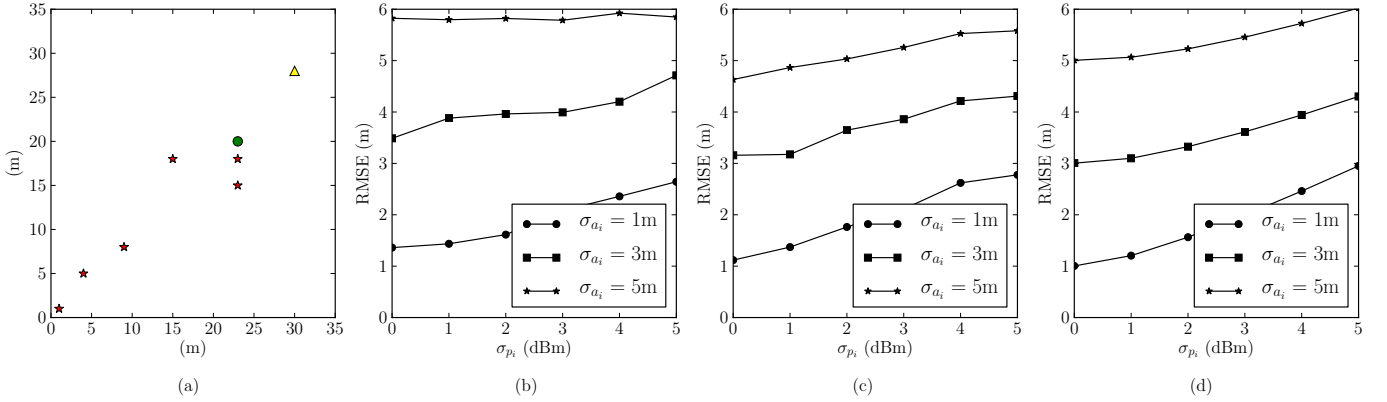 35
30
25
20
15
10
5
0
(m)
0 5 10 15 20 25 30 35
(m)
(a)
6
5
4
3
2
1
0
RMSE (m)
σ_{a_i} = 1m
σ_{a_i} = 3m
σ_{a_i} = 5m
0 1 2 3 4 5
σ_{p_i} (dBm)
(b)
6
5
4
3
2
1
0
RMSE (m)
σ_{a_i} = 1m
σ_{a_i} = 3m
σ_{a_i} = 5m
0 1 2 3 4 5
σ_{p_i} (dBm)
(c)
6
5
4
3
2
1
0
RMSE (m)
σ_{a_i} = 1m
σ_{a_i} = 3m
σ_{a_i} = 5m
0 1 2 3 4 5
σ_{p_i} (dBm)
(d)